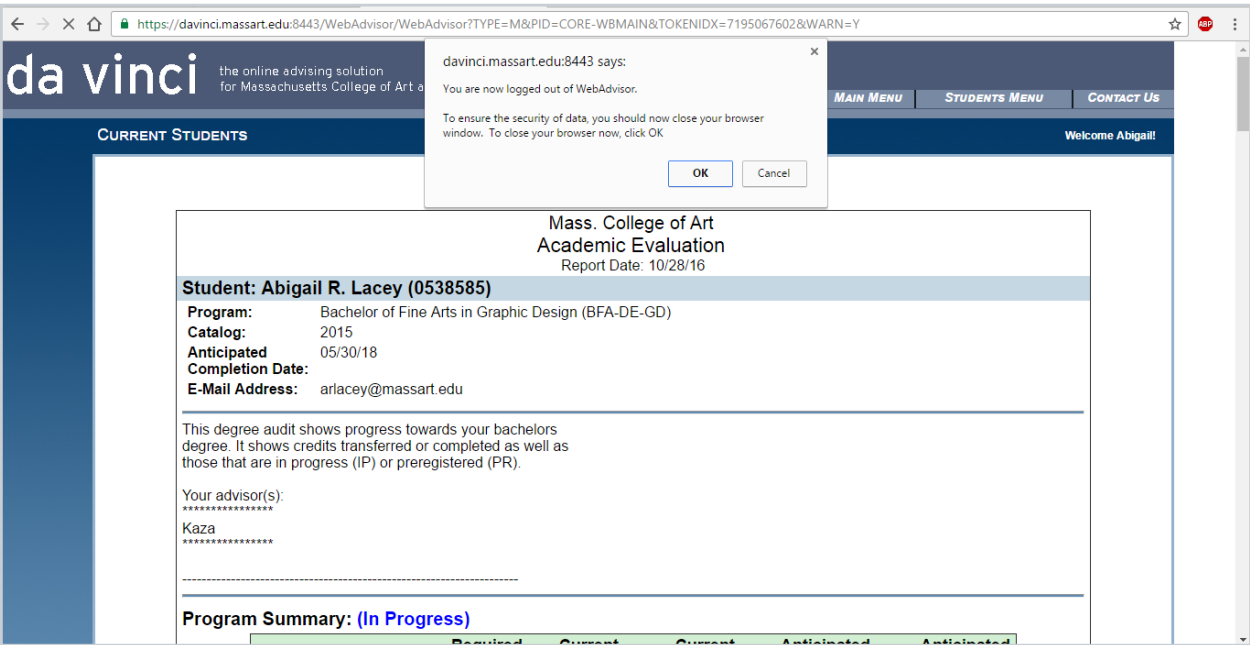 https://davinci.massart.edu:8443/WebAdvisor/WebAdvisor?TYPE=M&PID=CORE-WBMAIN&TOKENIDX=7195067602&WARN=Y
ABP
da vinci
the online advising solution
for Massachusetts College of Art a
davinci.massart.edu:8443 says:
You are now logged out of WebAdvisor.
To ensure the security of data, you should now close your browser
window. To close your browser now, click OK
OK Cancel
MAIN MENU STUDENTS MENU CONTACT US
CURRENT STUDENTS
Welcome Abigail!
Mass. College of Art
Academic Evaluation
Report Date: 10/28/16
Student: Abigail R. Lacey (0538585)
Program: Bachelor of Fine Arts in Graphic Design (BFA-DE-GD)
Catalog: 2015
Anticipated 05/30/18
Completion Date:
E-Mail Address: arlacey@massart.edu
This degree audit shows progress towards your bachelors
degree. It shows credits transferred or completed as well as
those that are in progress (IP) or preregistered (PR).
Your advisor(s):
****************
Kaza
****************
----------------------------------------------------------------------
Program Summary: (In Progress)
Required Current Current Anticipated Anticipated